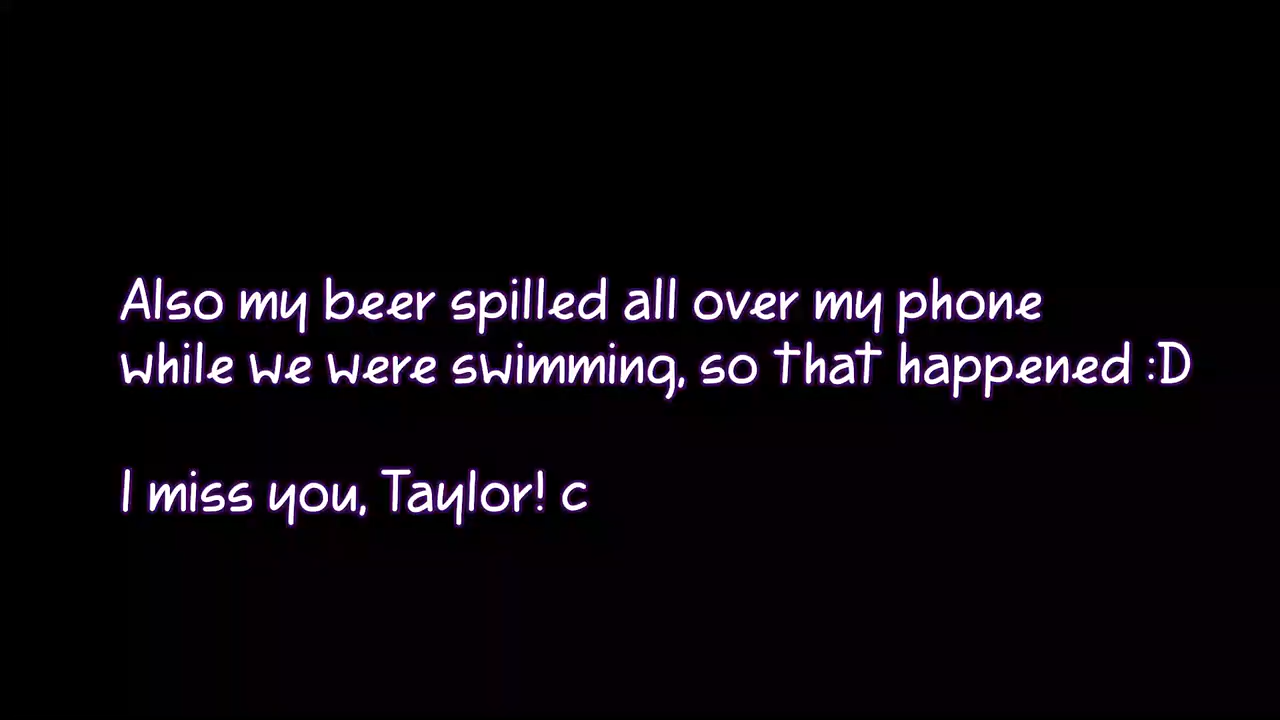 Also my beer spilled all over my phone
while we were swimming, so that happened :D
I miss you, Taylor! c